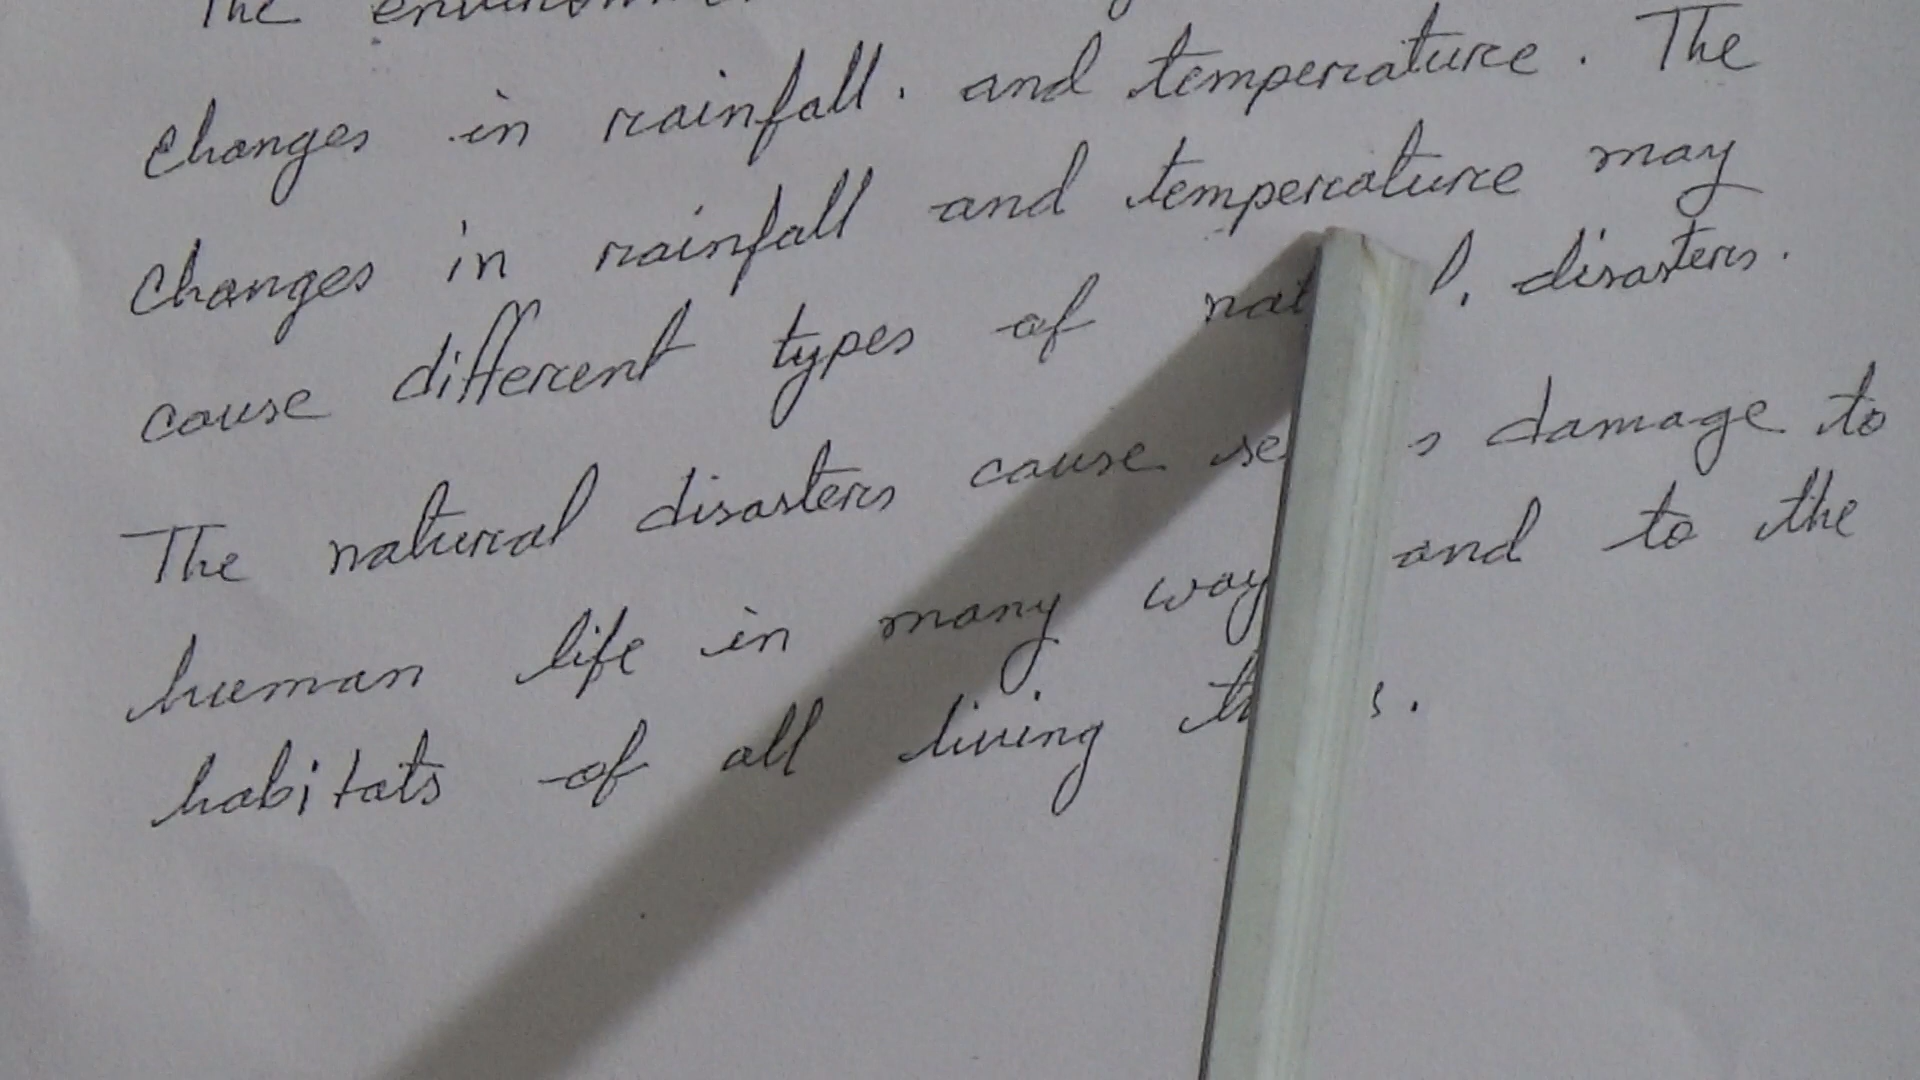 The
changes in rainfall. and temperature. The
changes in rainfall and temperature may
cause different types of disasters.
The natural disasters cause damage to
human life in many and to the
habitats of all living